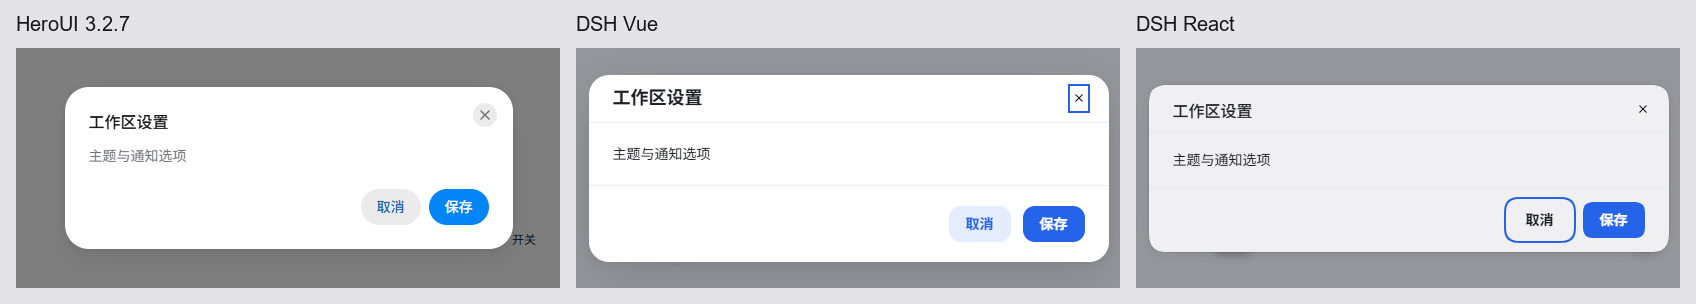 HeroUI 3.2.7
工作区设置
主题与通知选项
取消
保存
开关
DSH Vue
工作区设置
主题与通知选项
取消
保存
DSH React
工作区设置
主题与通知选项
取消
保存